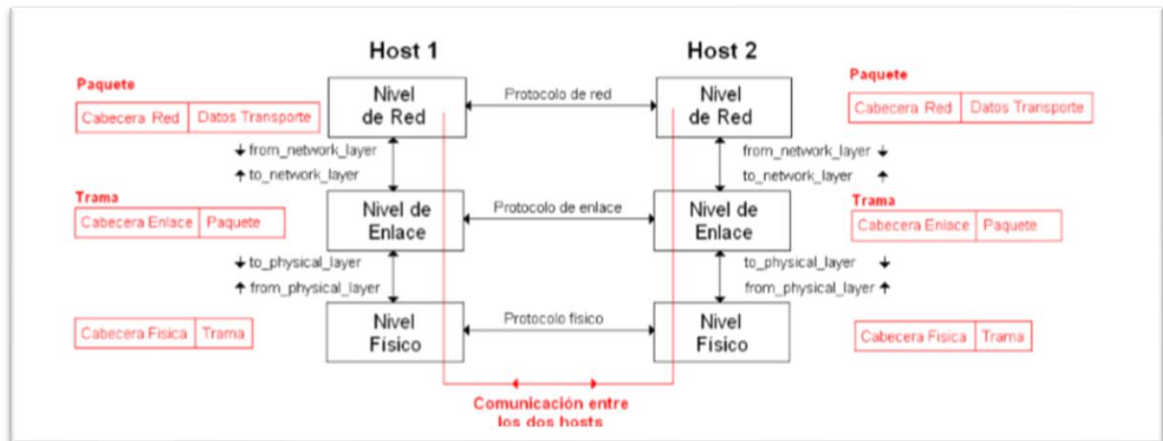 Host 1
Host 2
Paquete
Cabecera Red
Datos Transporte
Nivel
de Red
Protocolo de red
Nivel
de Red
Paquete
Cabecera Red
Datos Transporte
from_network_layer
to_network_layer
from_network_layer
to_network_layer
Trama
Cabecera Enlace
Paquete
Nivel de
Enlace
Protocolo de enlace
Nivel de
Enlace
Trama
Cabecera Enlace
Paquete
to_physical_layer
from_physical_layer
to_physical_layer
from_physical_layer
Cabecera Fisica
Trama
Nivel
Físico
Protocolo físico
Nivel
Físico
Cabecera Fisica
Trama
Comunicación entre
los dos hosts